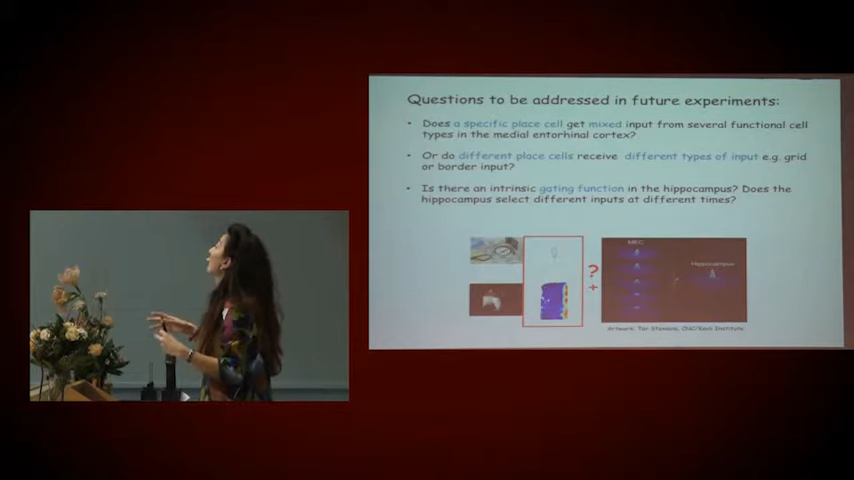 Questions to be addressed in future experiments:
• Does a specific place cell get mixed input from several functional cell
types in the medial entorhinal cortex?
• Or do different place cells receive different types of input e.g. grid
or border input?
• Is there an intrinsic gating function in the hippocampus? Does the
hippocampus select different inputs at different times?
MEC
Hippocampus
?
+
Artwork: Tor Stensola, CNC/Kavli Institute